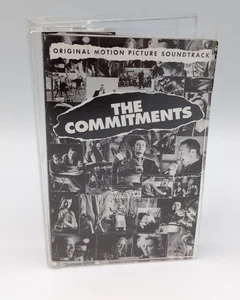 ORIGINAL MOTION PICTURE SOUNDTRACK
THE
COMMITMENTS